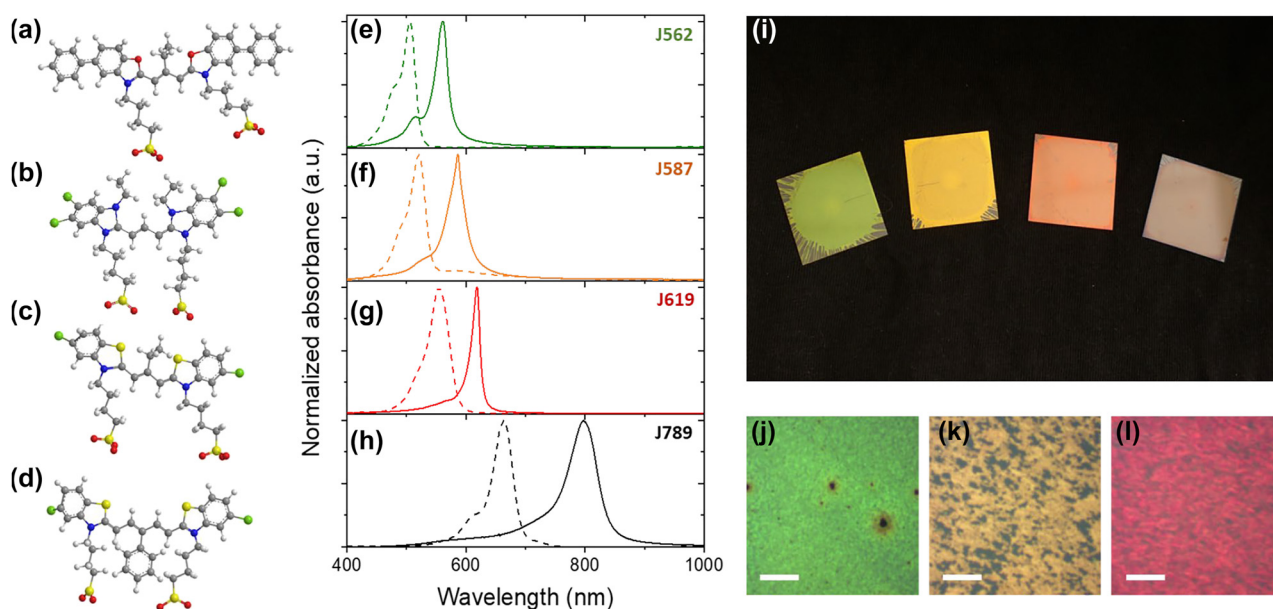 (a)
(b)
(c)
(d)
Normalized absorbance (a.u.)
(e)
J562
(f)
J587
(g)
J619
(h)
J789
400
600
800
1000
Wavelength (nm)
(i)
(j)
(k)
(l)